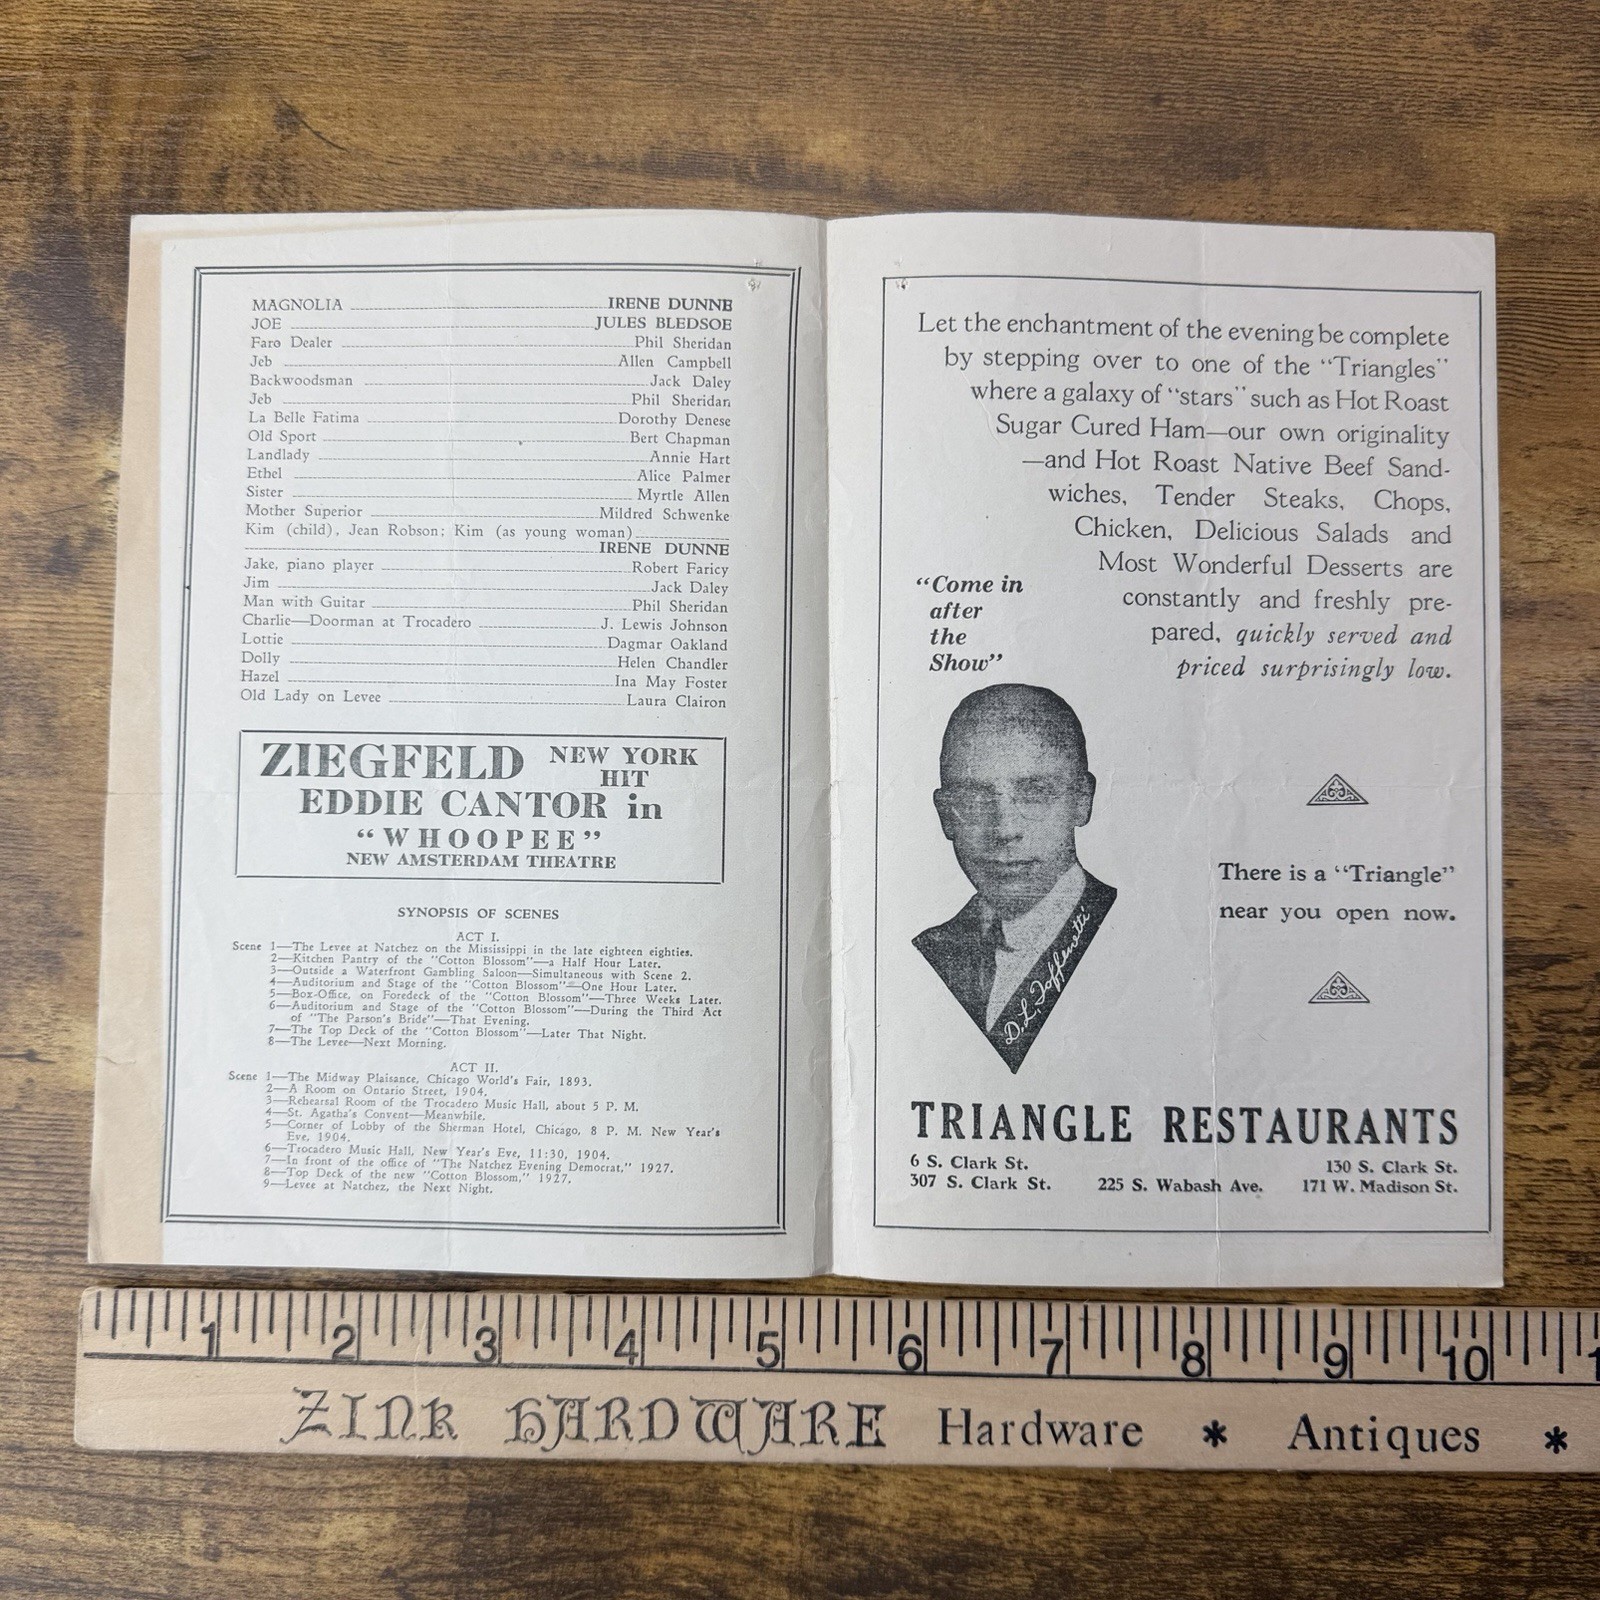 MAGNOLIA IRENE DUNNE
JOE JULES BLEDSOE
Faro Dealer Phil Sheridan
Jeb Allen Campbell
Backwoodsman Jack Daley
Jeb Phil Sheridan
La Belle Fatima Dorothy Denese
Old Sport Bert Chapman
Landlady Annie Hart
Ethel Alice Palmer
Sister Myrtle Allen
Mother Superior Mildred Schwenke
Kim (child), Jean Robson; Kim (as young woman)
IRENE DUNNE
Jake, piano player Robert Faricy
Jim Jack Daley
Man with Guitar Phil Sheridan
Charlie—Doorman at Trocadero J. Lewis Johnson
Lottie Dagmar Oakland
Dolly Helen Chandler
Hazel Ina May Foster
Old Lady on Levee Laura Clairon
ZIEGFELD NEW YORK
HIT
EDDIE CANTOR in
"WHOOPEE"
NEW AMSTERDAM THEATRE
SYNOPSIS OF SCENES
ACT I.
Scene 1—The Levee at Natchez on the Mississippi in the late eighteen eighties.
2—Kitchen Pantry of the "Cotton Blossom"—a Half Hour Later.
3—Outside a Waterfront Gambling Saloon—Simultaneous with Scene 2.
4—Auditorium and Stage of the "Cotton Blossom"—One Hour Later.
5—Box-Office, on Foredeck of the "Cotton Blossom"—Three Weeks Later.
6—Auditorium and Stage of the "Cotton Blossom"—During the Third Act
of "The Parson's Bride"—That Evening.
7—The Top Deck of the "Cotton Blossom"—Later That Night.
8—The Levee—Next Morning.
ACT II.
Scene 1—The Midway Plaisance, Chicago World's Fair, 1893.
2—A Room on Ontario Street, 1904.
3—Rehearsal Room of the Trocadero Music Hall, about 5 P. M.
4—St. Agatha's Convent—Meanwhile.
5—Corner of Lobby of the Sherman Hotel, Chicago, 8 P. M. New Year's
Eve, 1904.
6—Trocadero Music Hall, New Year's Eve, 11:30, 1904.
7—In front of the office of "The Natchez Evening Democrat," 1927.
8—Top Deck of the new "Cotton Blossom," 1927.
9—Levee at Natchez, the Next Night.
Let the enchantment of the evening be complete
by stepping over to one of the "Triangles"
where a galaxy of "stars" such as Hot Roast
Sugar Cured Ham—our own originality
—and Hot Roast Native Beef Sand-
wiches, Tender Steaks, Chops,
Chicken, Delicious Salads and
Most Wonderful Desserts are
constantly and freshly pre-
pared, quickly served and
priced surprisingly low.
"Come in
after
the
Show"
There is a "Triangle"
near you open now.
D. L. Toffenetti
TRIANGLE RESTAURANTS
6 S. Clark St. 130 S. Clark St.
307 S. Clark St. 225 S. Wabash Ave. 171 W. Madison St.
1 2 3 4 5 6 7 8 9 10 1
ZINK HARDWARE Hardware * Antiques *